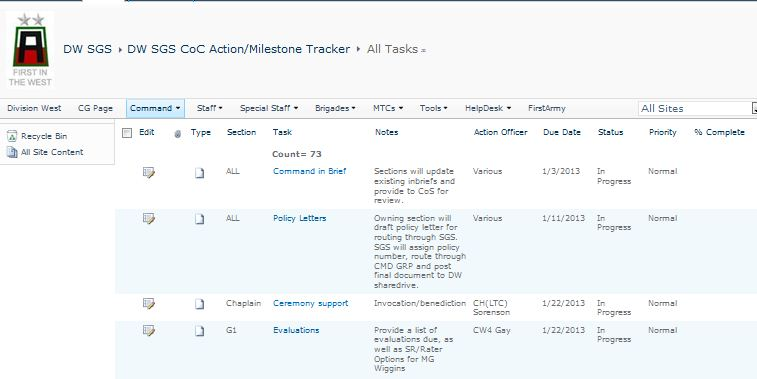 FIRST IN
THE WEST
DW SGS DW SGS CoC Action/Milestone Tracker All Tasks
Division West CG Page Command Staff Special Staff Brigades MTCs Tools HelpDesk FirstArmy All Sites
Recycle Bin
All Site Content
Edit Type Section Task Notes Action Officer Due Date Status Priority % Complete
Count= 73
ALL Command in Brief Sections will update Various 1/3/2013 In Normal
existing inbriefs and Progress
provide to CoS for
review.
ALL Policy Letters Owning section will Various 1/11/2013 In Normal
draft policy letter for Progress
routing through SGS.
SGS will assign policy
number, route through
CMD GRP and post
final document to DW
sharedrive.
Chaplain Ceremony support Invocation/benediction CH(LTC) 1/22/2013 In Normal
Sorenson Progress
G1 Evaluations Provide a list of CW4 Gay 1/22/2013 In Normal
evaluations due, as Progress
well as SR/Rater
Options for MG
Wiggins